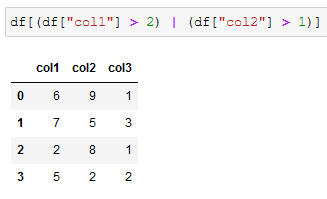 df[(df["col1"] > 2) | (df["col2"] > 1)]
col1 col2 col3
0 6 9 1
1 7 5 3
2 2 8 1
3 5 2 2